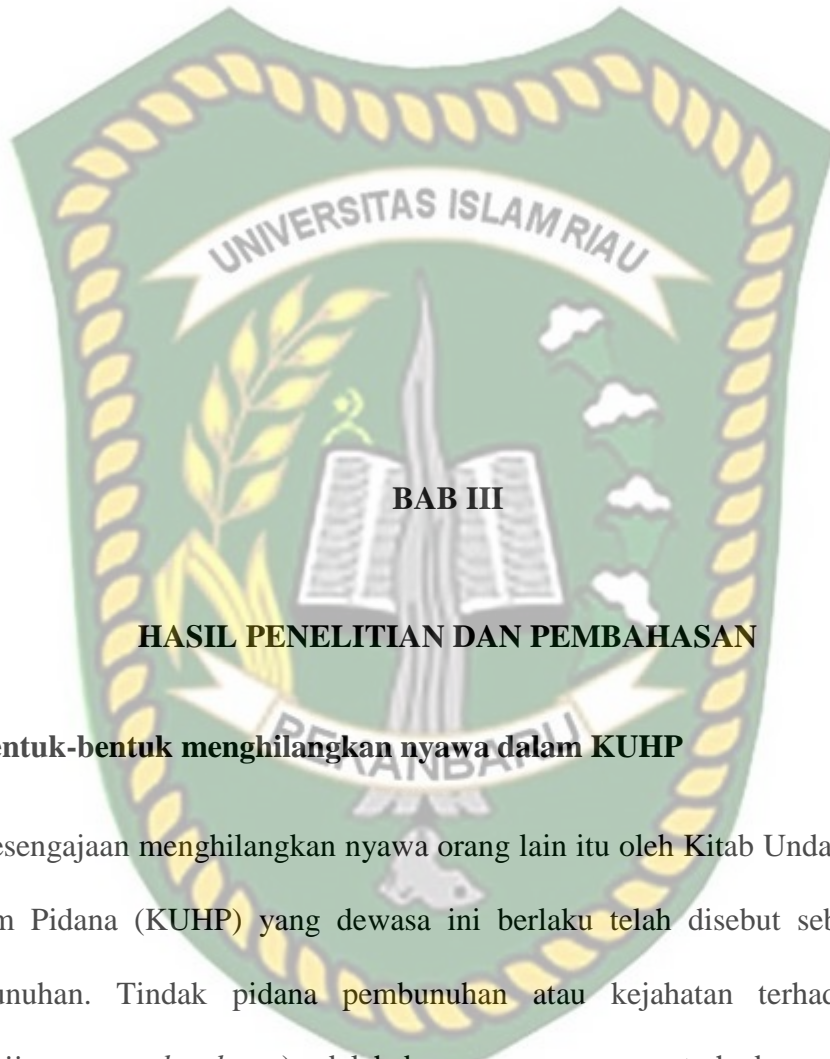 UNIVERSITAS ISLAM RIAU
BAB III
HASIL PENELITIAN DAN PEMBAHASAN
entuk-bentuk menghilangkan nyawa dalam KUHP
PEKANBARU
esengajaan menghilangkan nyawa orang lain itu oleh Kitab Unda
m Pidana (KUHP) yang dewasa ini berlaku telah disebut seb
unuhan. Tindak pidana pembunuhan atau kejahatan terhad